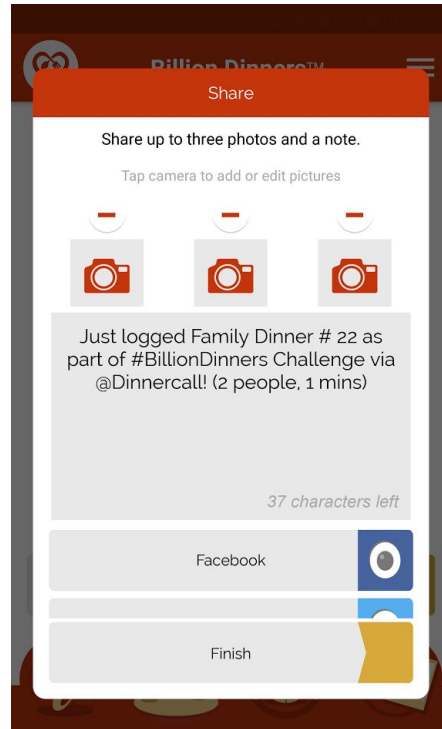 Billion Dinners™
Share
Share up to three photos and a note.
Tap camera to add or edit pictures
Just logged Family Dinner # 22 as
part of #BillionDinners Challenge via
@Dinnercall! (2 people, 1 mins)
37 characters left
Facebook
Finish